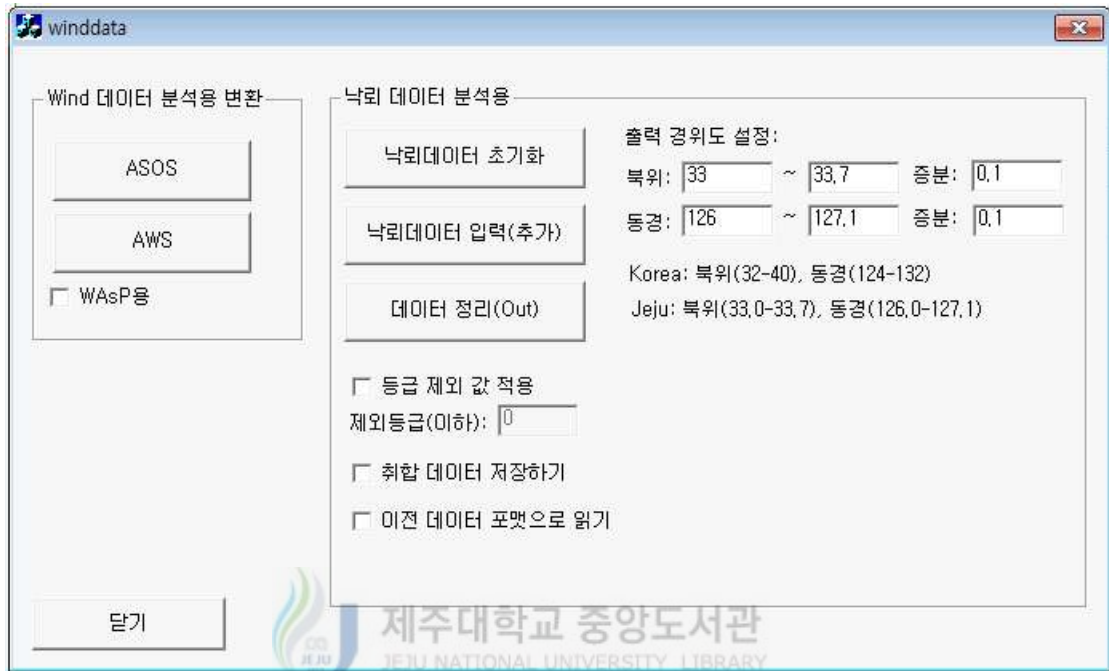 winddata
Wind 데이터 분석용 변환
ASOS
AWS
WAsP용
낙뢰 데이터 분석용
낙뢰데이터 초기화
낙뢰데이터 입력(추가)
데이터 정리(Out)
출력 경위도 설정:
북위: 33 ~ 33.7 증분: 0.1
동경: 126 ~ 127.1 증분: 0.1
Korea: 북위(32-40), 동경(124-132)
Jeju: 북위(33.0-33.7), 동경(126.0-127.1)
등급 제외 값 적용
제외등급(이하): 0
취합 데이터 저장하기
이전 데이터 포맷으로 읽기
닫기
JEJU
제주대학교 중앙도서관
JEJU NATIONAL UNIVERSITY LIBRARY